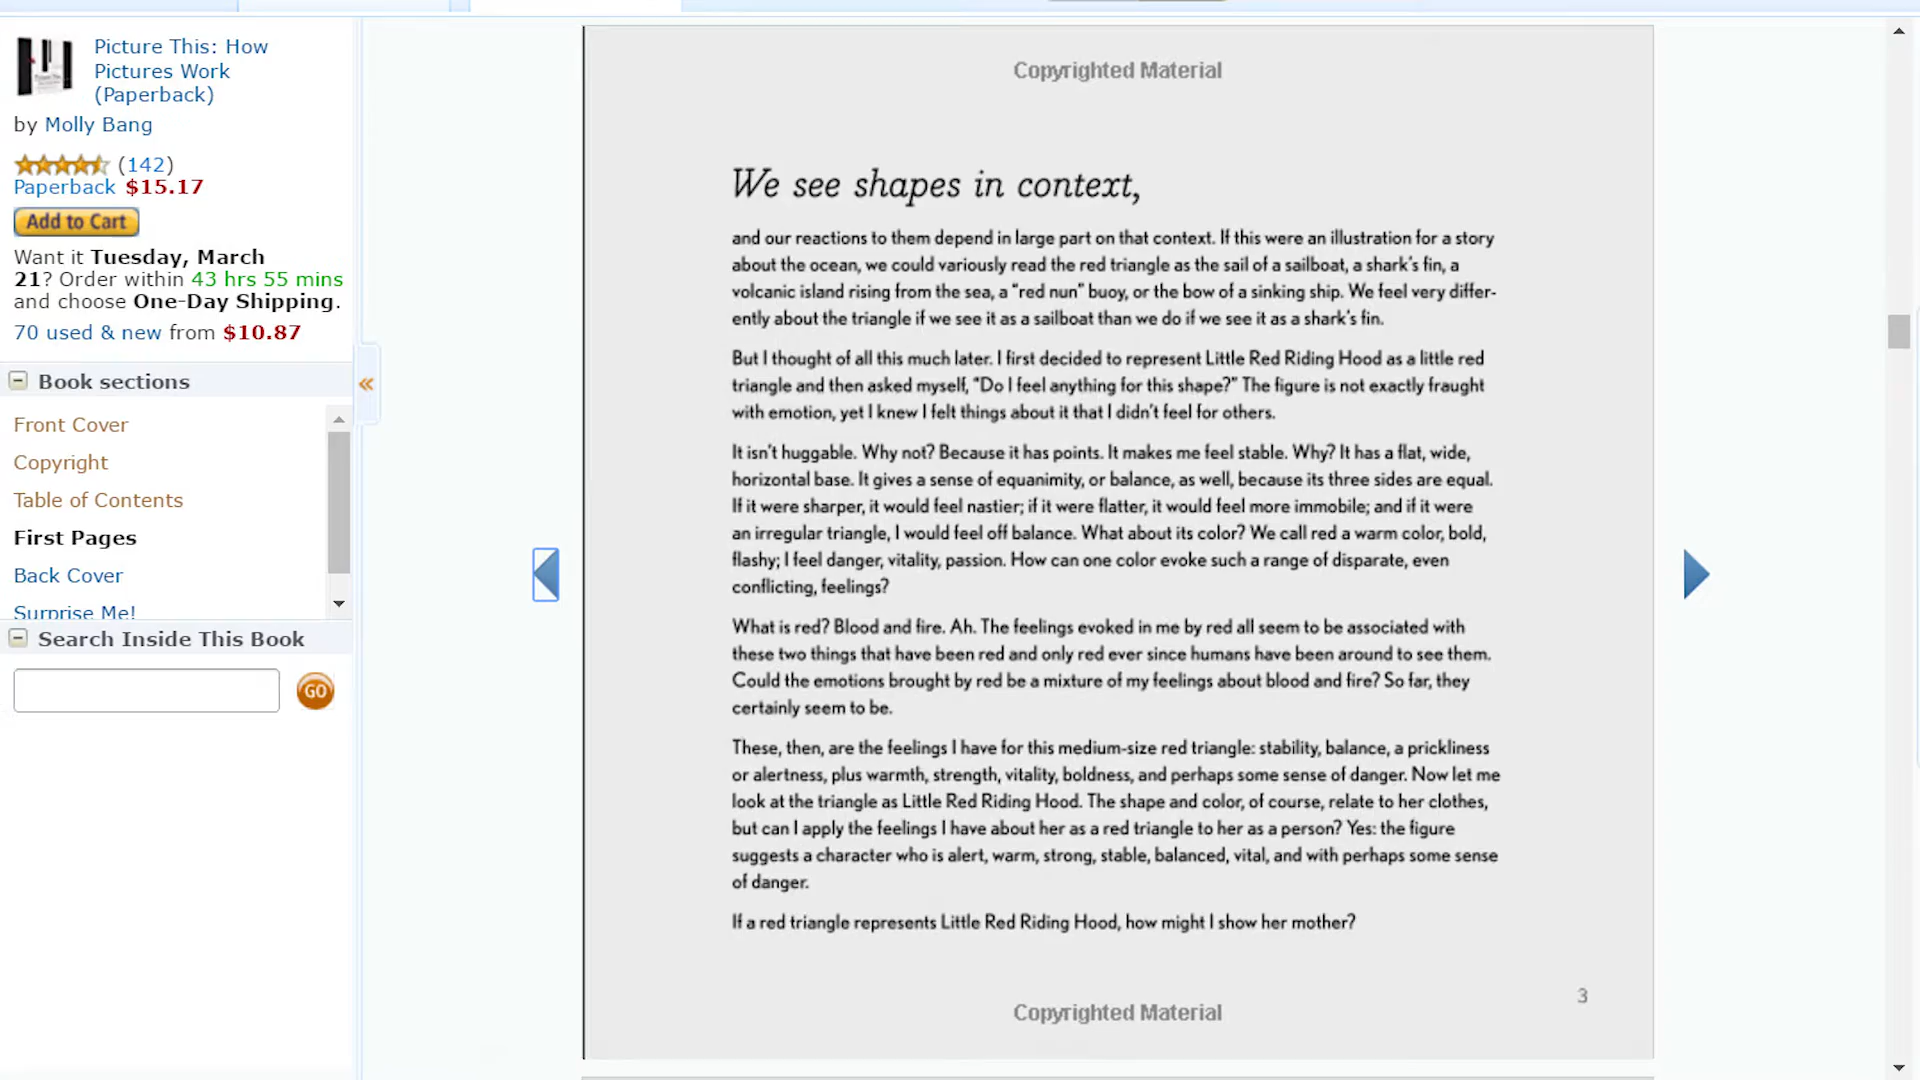 Picture This: How
Pictures Work
(Paperback)
by Molly Bang
(142)
Paperback $15.17
Add to Cart
Want it Tuesday, March
21? Order within 43 hrs 55 mins
and choose One-Day Shipping.
70 used & new from $10.87
Book sections
Front Cover
Copyright
Table of Contents
First Pages
Back Cover
Surprise Me!
Search Inside This Book
GO
«
Copyrighted Material
We see shapes in context,
and our reactions to them depend in large part on that context. If this were an illustration for a story
about the ocean, we could variously read the red triangle as the sail of a sailboat, a shark's fin, a
volcanic island rising from the sea, a “red nun” buoy, or the bow of a sinking ship. We feel very differ-
ently about the triangle if we see it as a sailboat than we do if we see it as a shark's fin.
But I thought of all this much later. I first decided to represent Little Red Riding Hood as a little red
triangle and then asked myself, “Do I feel anything for this shape?” The figure is not exactly fraught
with emotion, yet I knew I felt things about it that I didn't feel for others.
It isn't huggable. Why not? Because it has points. It makes me feel stable. Why? It has a flat, wide,
horizontal base. It gives a sense of equanimity, or balance, as well, because its three sides are equal.
If it were sharper, it would feel nastier; if it were flatter, it would feel more immobile; and if it were
an irregular triangle, I would feel off balance. What about its color? We call red a warm color, bold,
flashy; I feel danger, vitality, passion. How can one color evoke such a range of disparate, even
conflicting, feelings?
What is red? Blood and fire. Ah. The feelings evoked in me by red all seem to be associated with
these two things that have been red and only red ever since humans have been around to see them.
Could the emotions brought by red be a mixture of my feelings about blood and fire? So far, they
certainly seem to be.
These, then, are the feelings I have for this medium-size red triangle: stability, balance, a prickliness
or alertness, plus warmth, strength, vitality, boldness, and perhaps some sense of danger. Now let me
look at the triangle as Little Red Riding Hood. The shape and color, of course, relate to her clothes,
but can I apply the feelings I have about her as a red triangle to her as a person? Yes: the figure
suggests a character who is alert, warm, strong, stable, balanced, vital, and with perhaps some sense
of danger.
If a red triangle represents Little Red Riding Hood, how might I show her mother?
3
Copyrighted Material